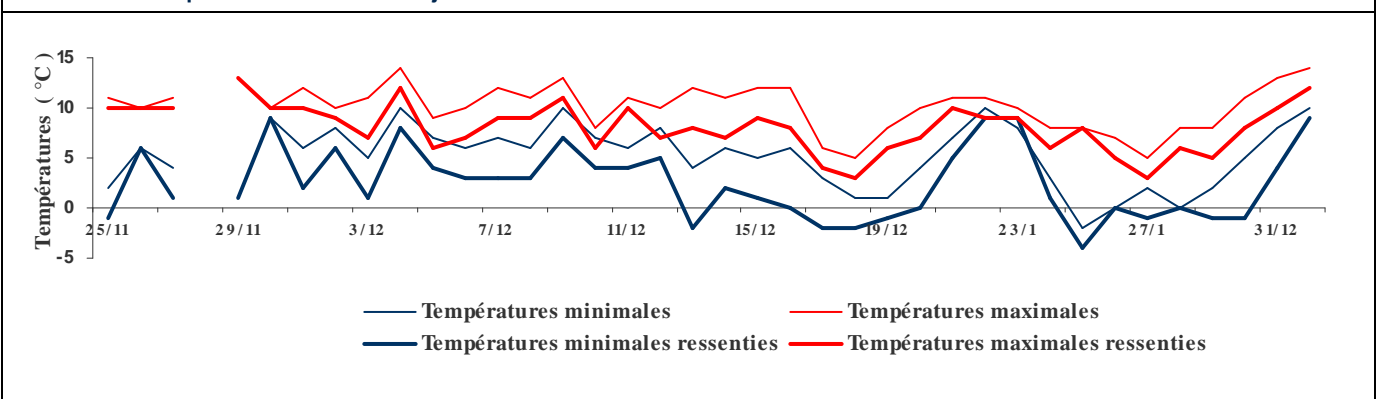 15
10
5
0
-5
Températures ( °C )
25/11 29/11 3/12 7/12 11/12 15/12 19/12 23/1 27/1 31/12
Températures minimales Températures maximales
Températures minimales ressenties Températures maximales ressenties